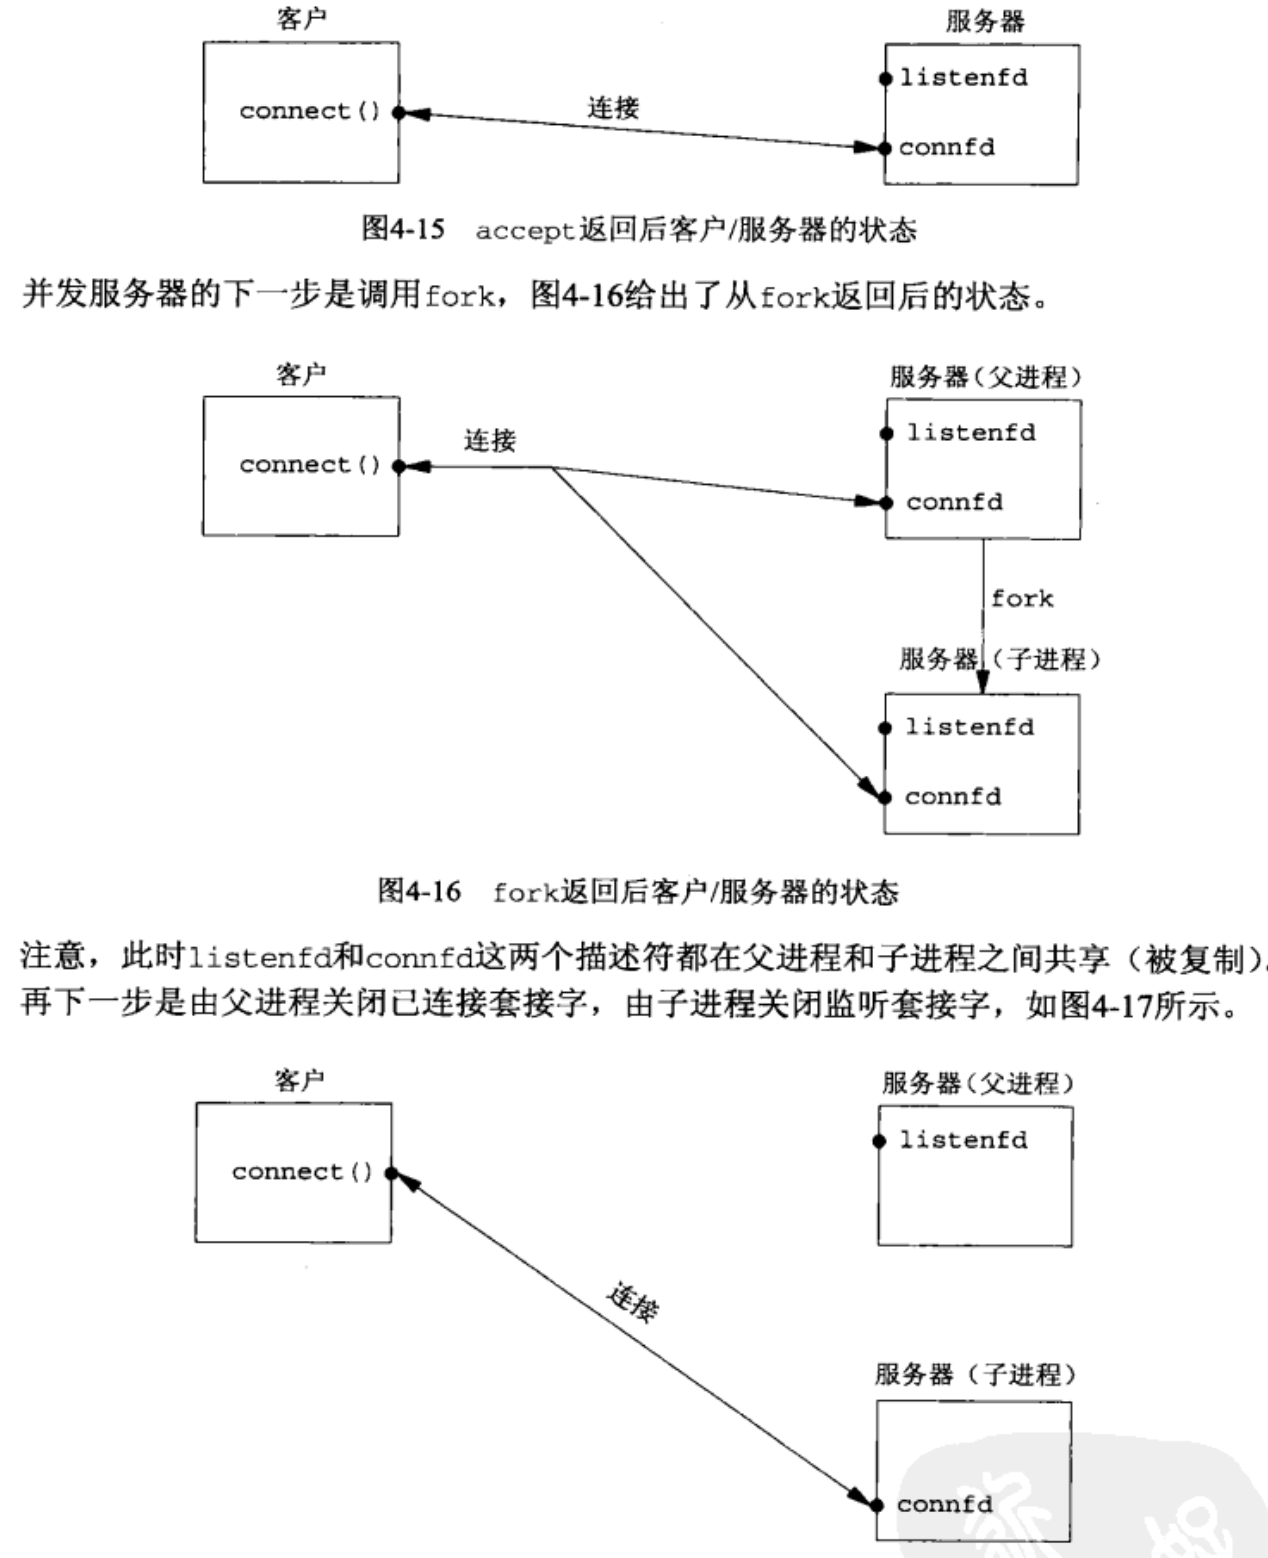 客户 服务器
listenfd
connect() 连接
connfd
图4-15 accept返回后客户/服务器的状态
并发服务器的下一步是调用fork，图4-16给出了从fork返回后的状态。
客户 服务器(父进程)
连接 listenfd
connect()
connfd
fork
服务器(子进程)
listenfd
connfd
图4-16 fork返回后客户/服务器的状态
注意，此时listenfd和connfd这两个描述符都在父进程和子进程之间共享（被复制）。
再下一步是由父进程关闭已连接套接字，由子进程关闭监听套接字，如图4-17所示。
客户 服务器(父进程)
listenfd
connect()
连接
服务器（子进程）
connfd